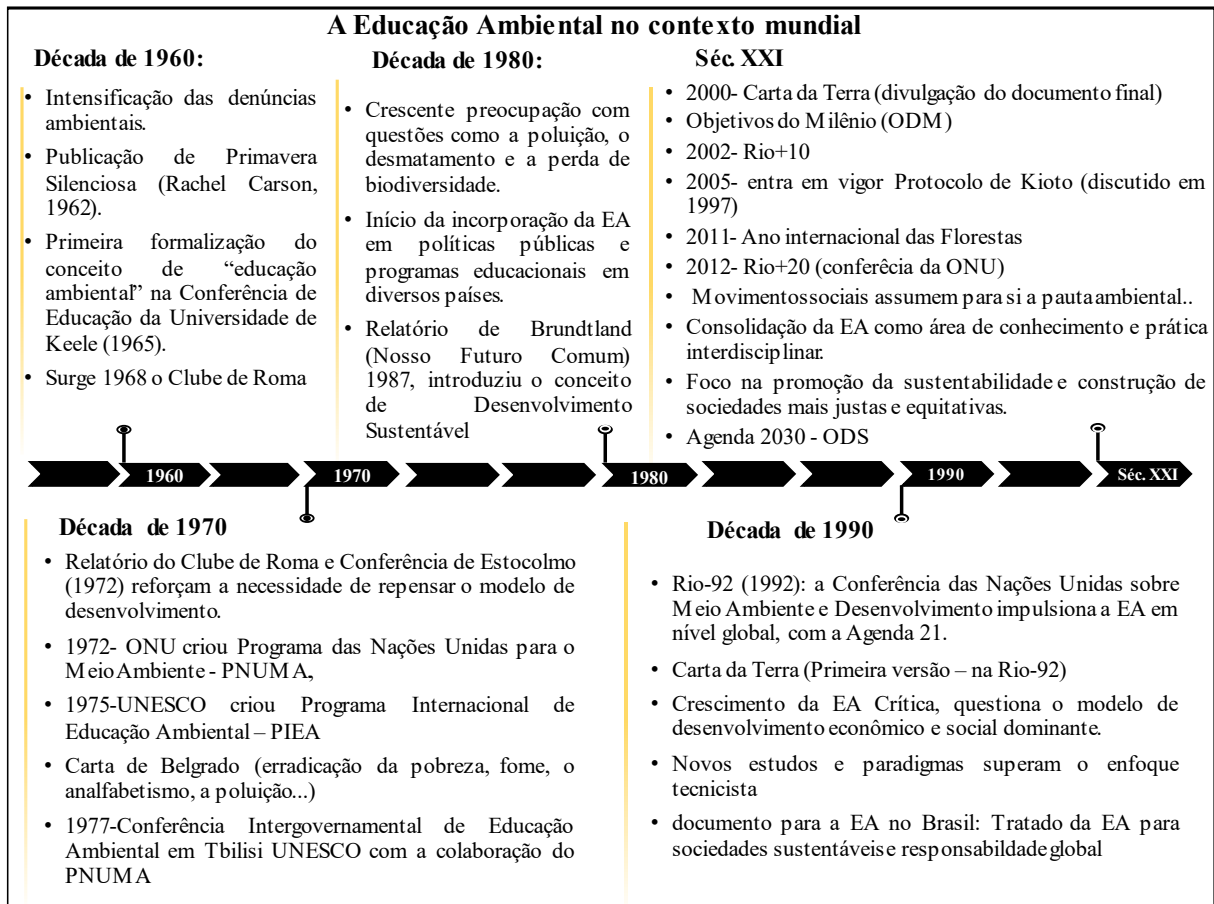 A Educação Ambiental no contexto mundial
Década de 1960:
• Intensificação das denúncias
ambientais.
• Publicação de Primavera
Silenciosa (Rachel Carson,
1962).
• Primeira formalização do
conceito de “educação
ambiental” na Conferência de
Educação da Universidade de
Keele (1965).
• Surge 1968 o Clube de Roma
Década de 1980:
• Crescente preocupação com
questões como a poluição, o
desmatamento e a perda de
biodiversidade.
• Início da incorporação da EA
em políticas públicas e
programas educacionais em
diversos países.
• Relatório de Brundtland
(Nosso Futuro Comum)
1987, introduziu o conceito
de Desenvolvimento
Sustentável
Séc. XXI
• 2000- Carta da Terra (divulgação do documento final)
• Objetivos do Milênio (ODM)
• 2002- Rio+10
• 2005- entra em vigor Protocolo de Kioto (discutido em
1997)
• 2011- Ano internacional das Florestas
• 2012- Rio+20 (conferêcia da ONU)
• Movimentos sociais assumem para si a pauta ambiental..
• Consolidação da EA como área de conhecimento e prática
interdisciplinar.
• Foco na promoção da sustentabilidade e construção de
sociedades mais justas e equitativas.
• Agenda 2030 - ODS
1960 1970 1980 1990 Séc. XXI
Década de 1970
• Relatório do Clube de Roma e Conferência de Estocolmo
(1972) reforçam a necessidade de repensar o modelo de
desenvolvimento.
• 1972- ONU criou Programa das Nações Unidas para o
Meio Ambiente - PNUMA,
• 1975-UNESCO criou Programa Internacional de
Educação Ambiental – PIEA
• Carta de Belgrado (erradicação da pobreza, fome, o
analfabetismo, a poluição...)
• 1977-Conferência Intergovernamental de Educação
Ambiental em Tbilisi UNESCO com a colaboração do
PNUMA
Década de 1990
• Rio-92 (1992): a Conferência das Nações Unidas sobre
Meio Ambiente e Desenvolvimento impulsiona a EA em
nível global, com a Agenda 21.
• Carta da Terra (Primeira versão – na Rio-92)
• Crescimento da EA Crítica, questiona o modelo de
desenvolvimento econômico e social dominante.
• Novos estudos e paradigmas superam o enfoque
tecnicista
• documento para a EA no Brasil: Tratado da EA para
sociedades sustentáveis e responsabildade global